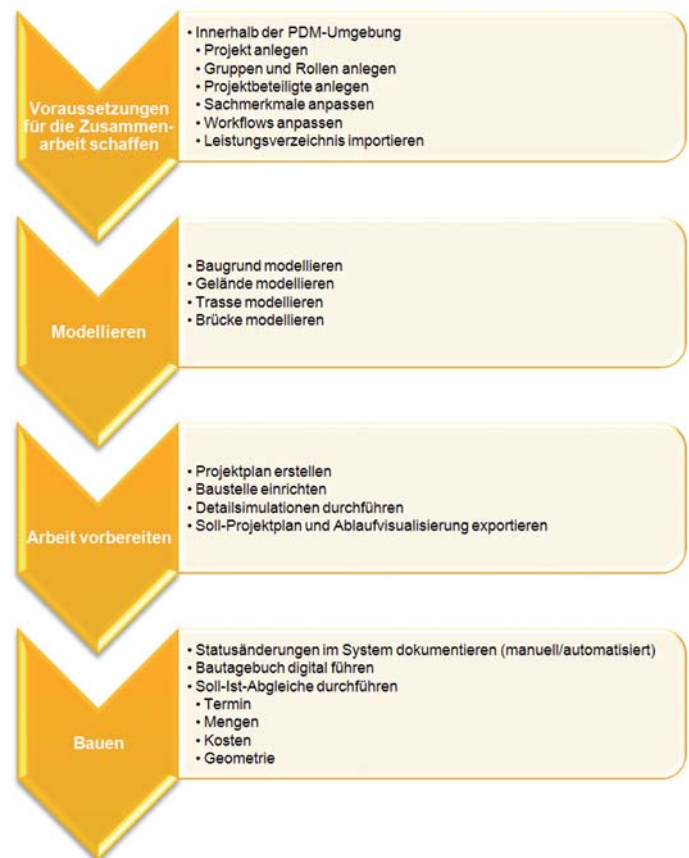 Voraussetzungen
für die Zusammen-
arbeit schaffen
• Innerhalb der PDM-Umgebung
• Projekt anlegen
• Gruppen und Rollen anlegen
• Projektbeteiligte anlegen
• Sachmerkmale anpassen
• Workflows anpassen
• Leistungsverzeichnis importieren
Modellieren
• Baugrund modellieren
• Gelände modellieren
• Trasse modellieren
• Brücke modellieren
Arbeit vorbereiten
• Projektplan erstellen
• Baustelle einrichten
• Detailsimulationen durchführen
• Soll-Projektplan und Ablaufvisualisierung exportieren
Bauen
• Statusänderungen im System dokumentieren (manuell/automatisiert)
• Bautagebuch digital führen
• Soll-Ist-Abgleiche durchführen
• Termin
• Mengen
• Kosten
• Geometrie